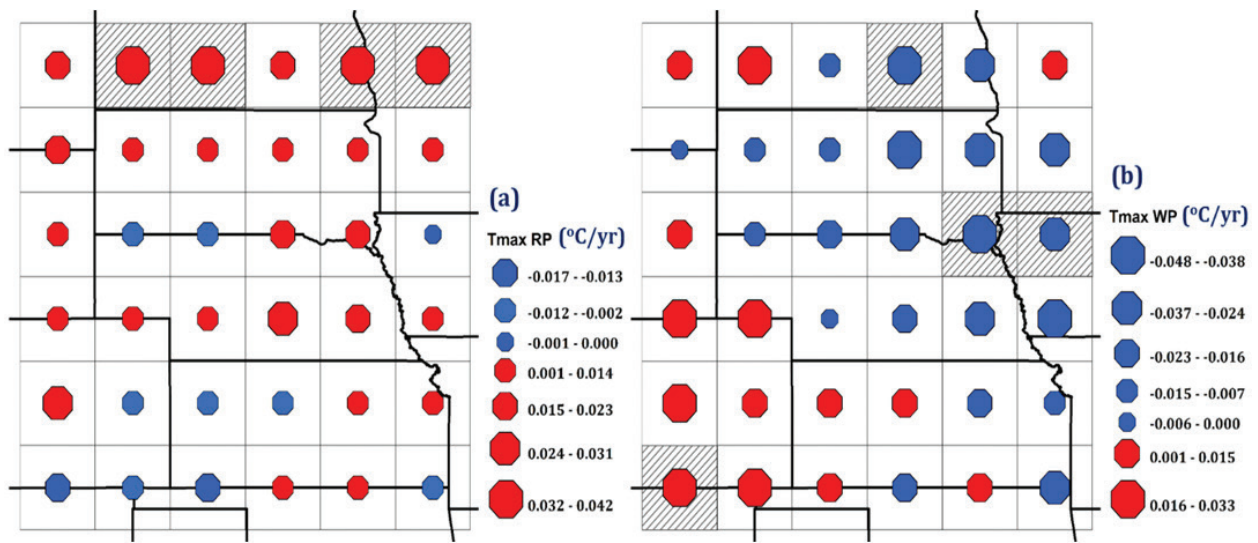 (a)
Tmax RP (°C/yr)
-0.017 - -0.013
-0.012 - -0.002
-0.001 - 0.000
0.001 - 0.014
0.015 - 0.023
0.024 - 0.031
0.032 - 0.042
(b)
Tmax WP (°C/yr)
-0.048 - -0.038
-0.037 - -0.024
-0.023 - -0.016
-0.015 - -0.007
-0.006 - 0.000
0.001 - 0.015
0.016 - 0.033